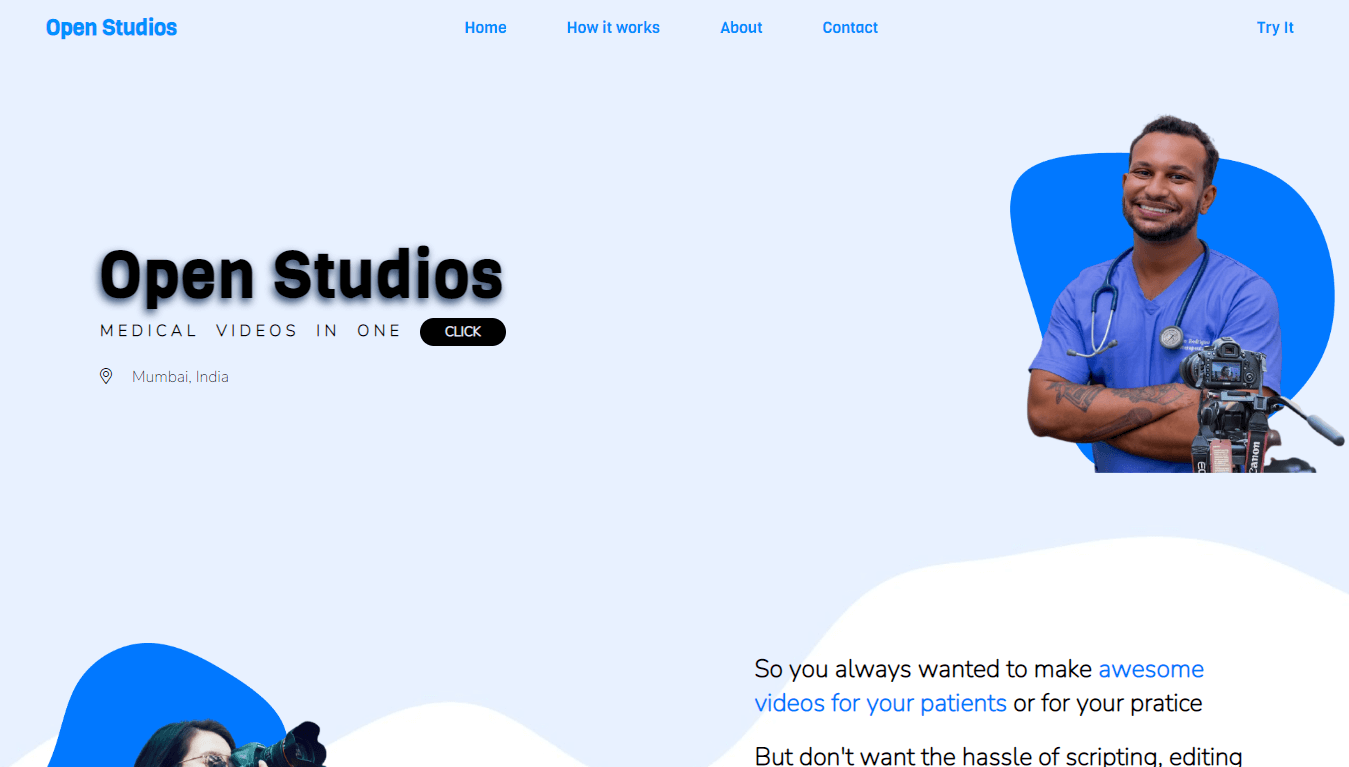 Open Studios
Home
How it works
About
Contact
Try It
Open Studios
MEDICAL VIDEOS IN ONE CLICK
Mumbai, India
Canon
So you always wanted to make awesome
videos for your patients or for your pratice
But don't want the hassle of scripting, editing